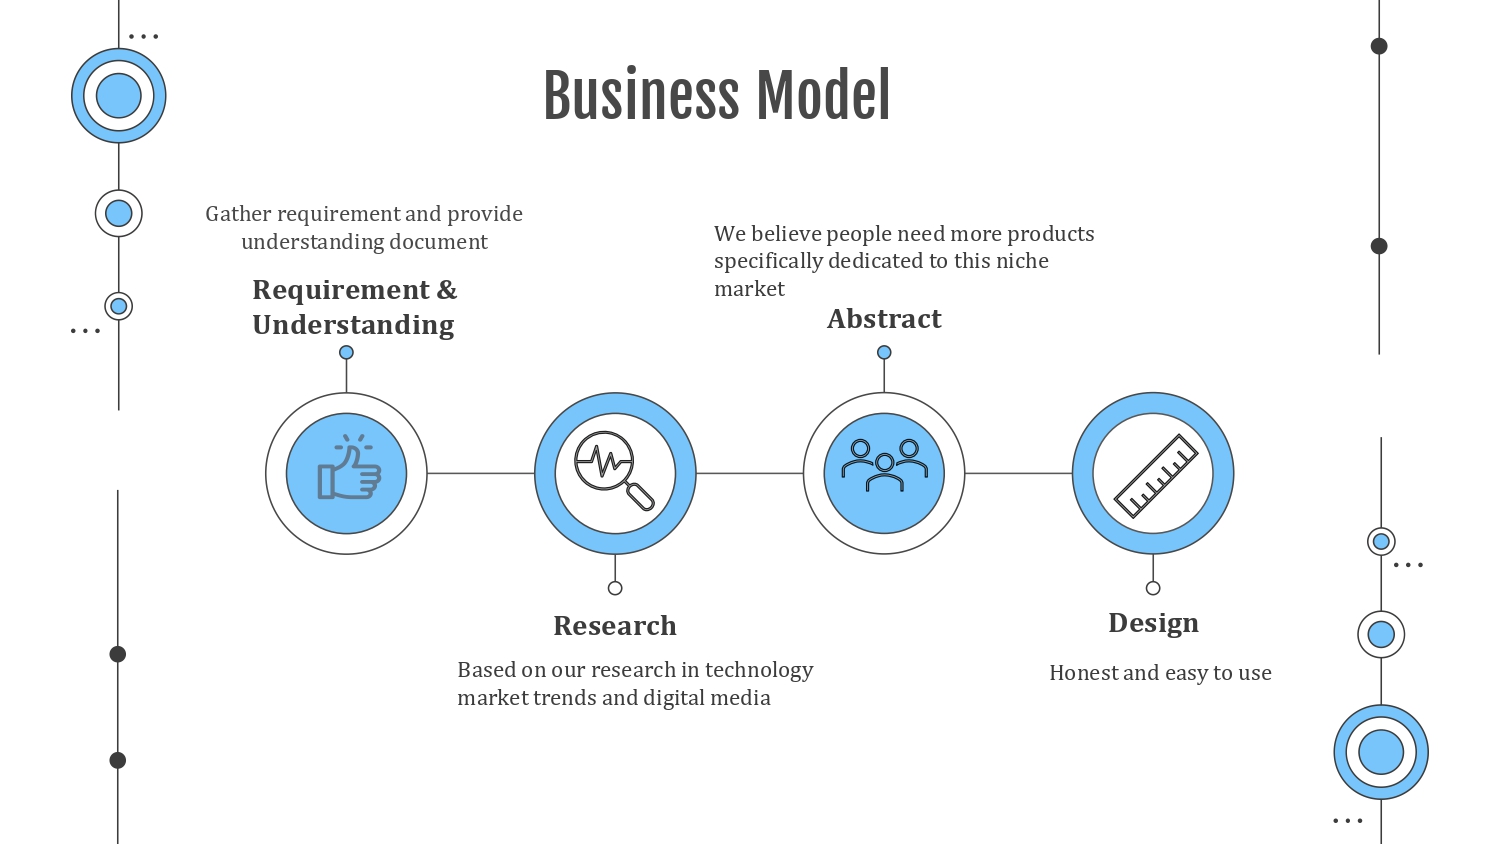 Business Model
Gather requirement and provide
understanding document
Requirement &
Understanding
We believe people need more products
specifically dedicated to this niche
market
Abstract
Research
Based on our research in technology
market trends and digital media
Design
Honest and easy to use